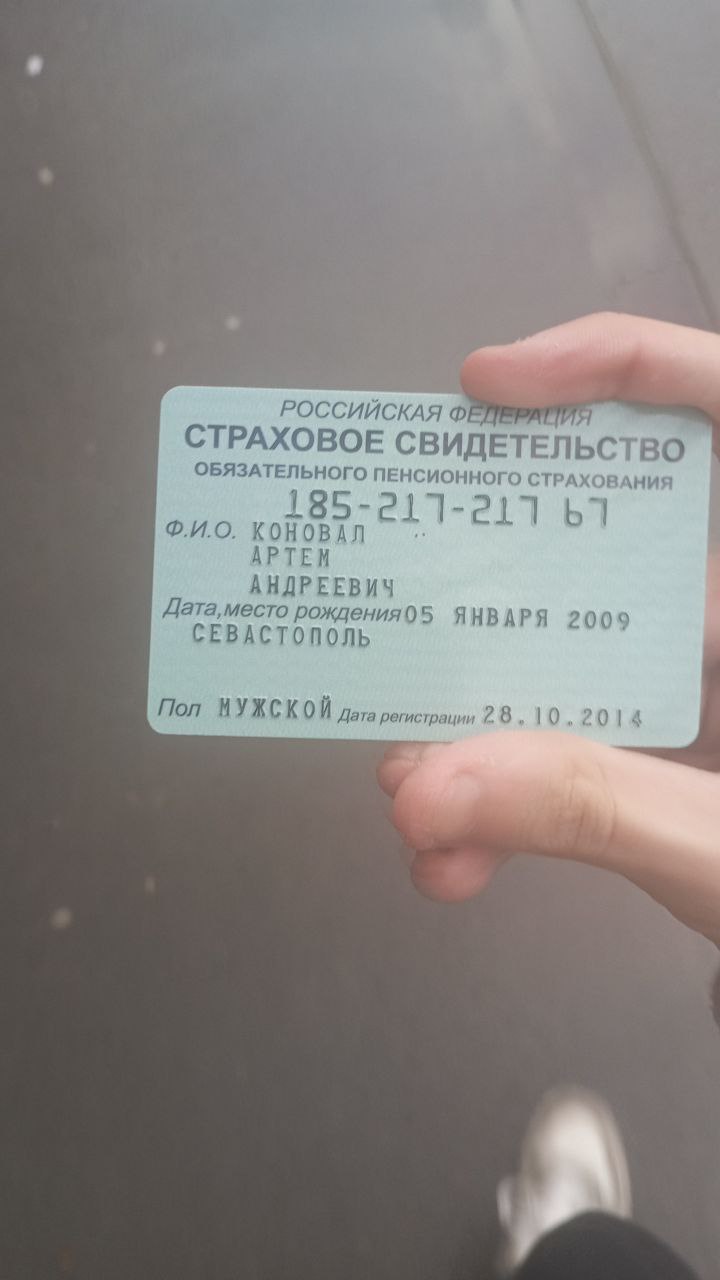 РОССИЙСКАЯ ФЕДЕРАЦИЯ
СТРАХОВОЕ СВИДЕТЕЛЬСТВО
ОБЯЗАТЕЛЬНОГО ПЕНСИОННОГО СТРАХОВАНИЯ
185-217-217 67
Ф.И.О. КОНОВАЛ
АРТЕМ
АНДРЕЕВИЧ
Дата,место рождения 05 ЯНВАРЯ 2009
СЕВАСТОПОЛЬ
Пол МУЖСКОЙ Дата регистрации 28.10.2014